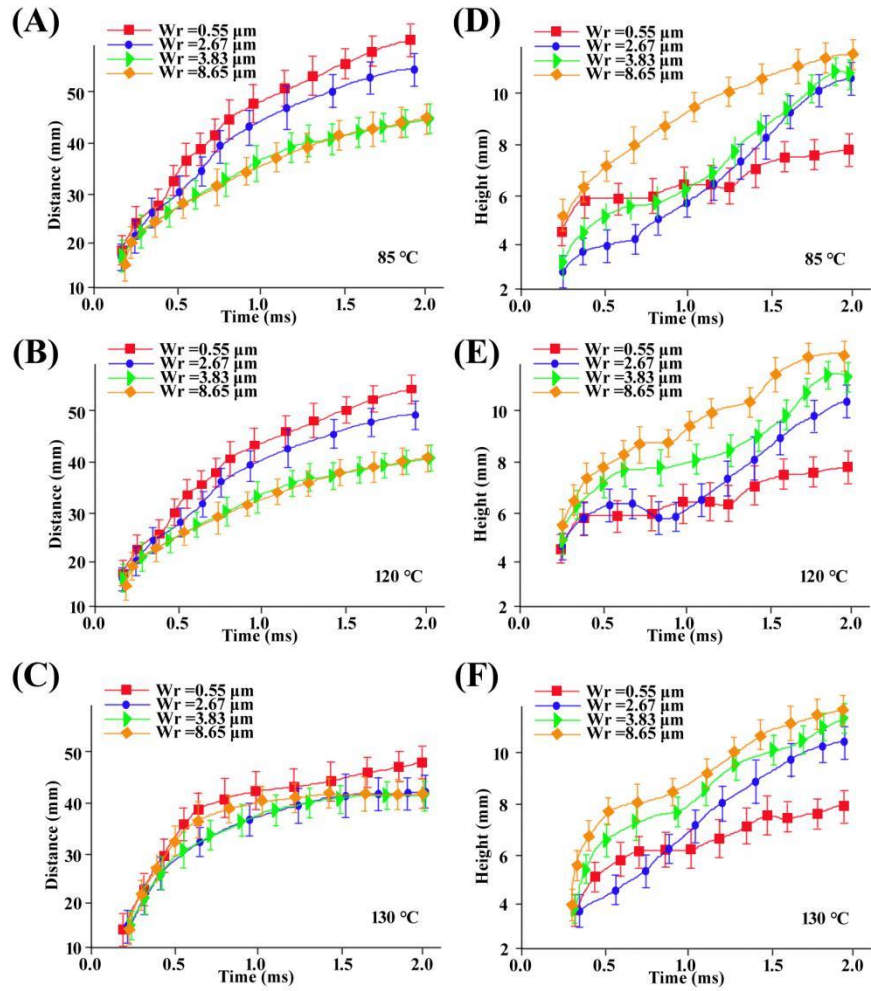 (A)
Wr =0.55 µm
Wr =2.67 µm
Wr =3.83 µm
Wr =8.65 µm
Distance (mm)
50
40
30
20
10
0.0 0.5 1.0 1.5 2.0
Time (ms)
85 °C
(D)
Wr =0.55 µm
Wr =2.67 µm
Wr =3.83 µm
Wr =8.65 µm
Height (mm)
10
8
6
4
2
0.0 0.5 1.0 1.5 2.0
Time (ms)
85 °C
(B)
Wr =0.55 µm
Wr =2.67 µm
Wr =3.83 µm
Wr =8.65 µm
Distance (mm)
50
40
20
10
0.0 0.5 1.0 1.5 2.0
Time (ms)
120 °C
(E)
Wr =0.55 µm
Wr =2.67 µm
Wr =3.83 µm
Wr =8.65 µm
Height (mm)
10
8
6
4
2
0.0 0.5 1.0 1.5 2.0
Time (ms)
120 °C
(C)
Wr =0.55 µm
Wr =2.67 µm
Wr =3.83 µm
Wr =8.65 µm
Distance (mm)
50
40
30
20
10
0.0 0.5 1.0 1.5 2.0
Time (ms)
130 °C
(F)
Wr =0.55 µm
Wr =2.67 µm
Wr =3.83 µm
Wr =8.65 µm
Height (mm)
10
8
6
4
2
0.0 0.5 1.0 1.5 2.0
Time (ms)
130 °C